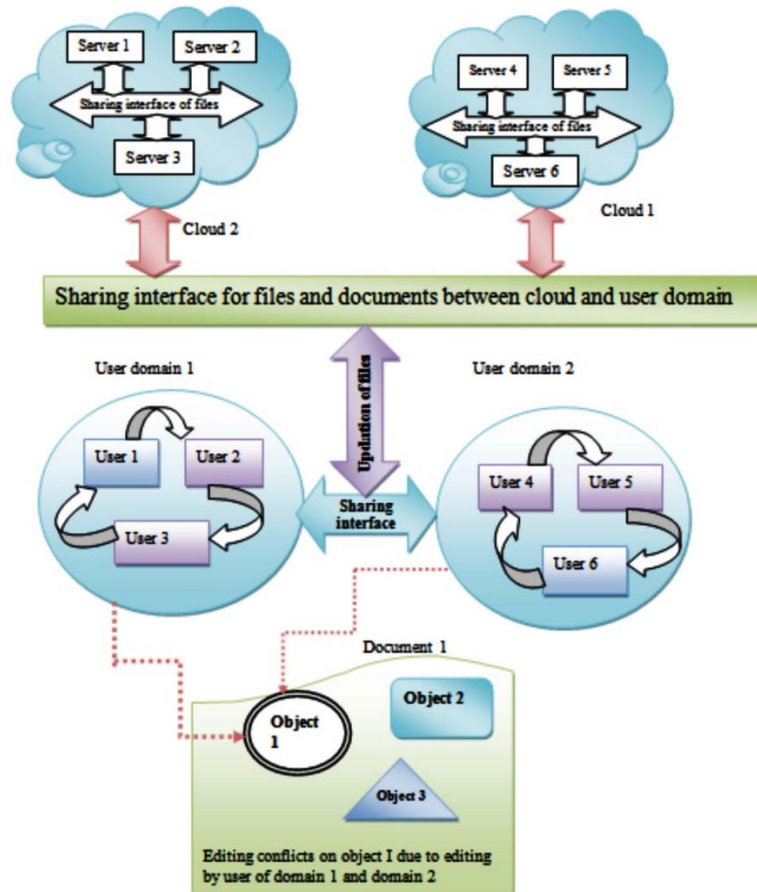 Server 1
Server 2
Sharing interface of files
Server 3
Cloud 2
Server 4
Server 5
Sharing interface of files
Server 6
Cloud 1
Sharing interface for files and documents between cloud and user domain
Updation of files
User domain 1
User 1
User 2
User 3
Sharing
interface
User domain 2
User 4
User 5
User 6
Document 1
Object
1
Object 2
Object 3
Editing conflicts on object I due to editing
by user of domain 1 and domain 2